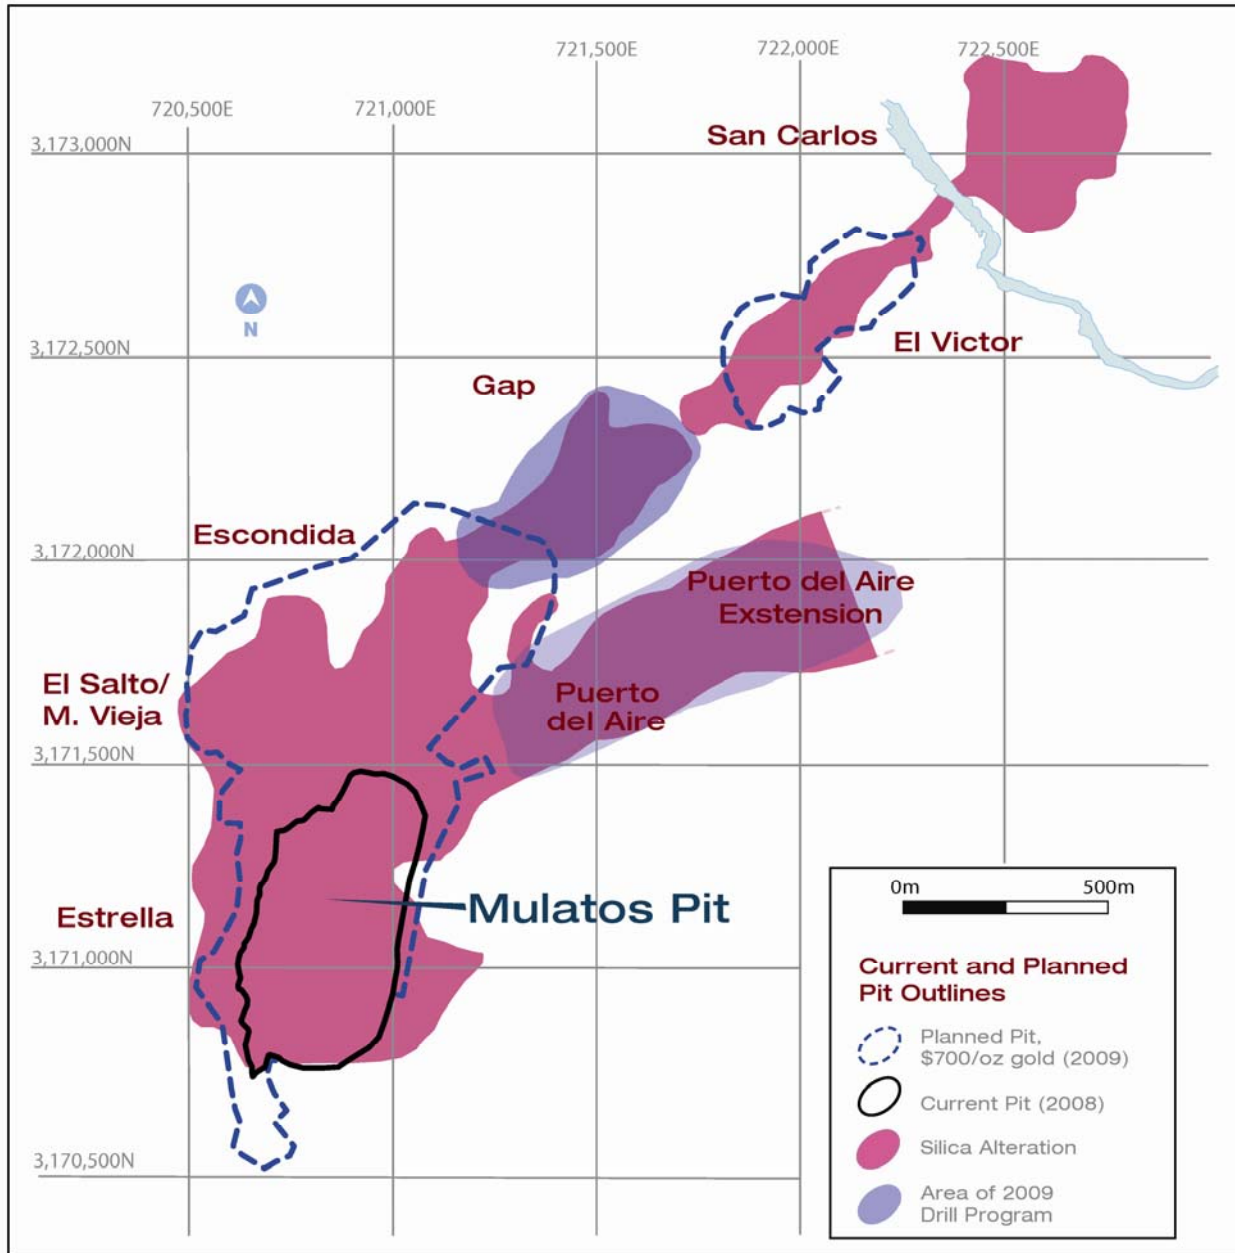 721,500E
722,000E
722,500E
720,500E
721,000E
San Carlos
3,173,000N
N
El Victor
3,172,500N
Gap
Escondida
3,172,000N
Puerto del Aire
Exstension
El Salto/
M. Vieja
Puerto
del Aire
3,171,500N
0m
500m
Mulatos Pit
Estrella
3,171,000N
Current and Planned
Pit Outlines
Planned Pit,
$700/oz gold (2009)
Current Pit (2008)
Silica Alteration
3,170,500N
Area of 2009
Drill Program